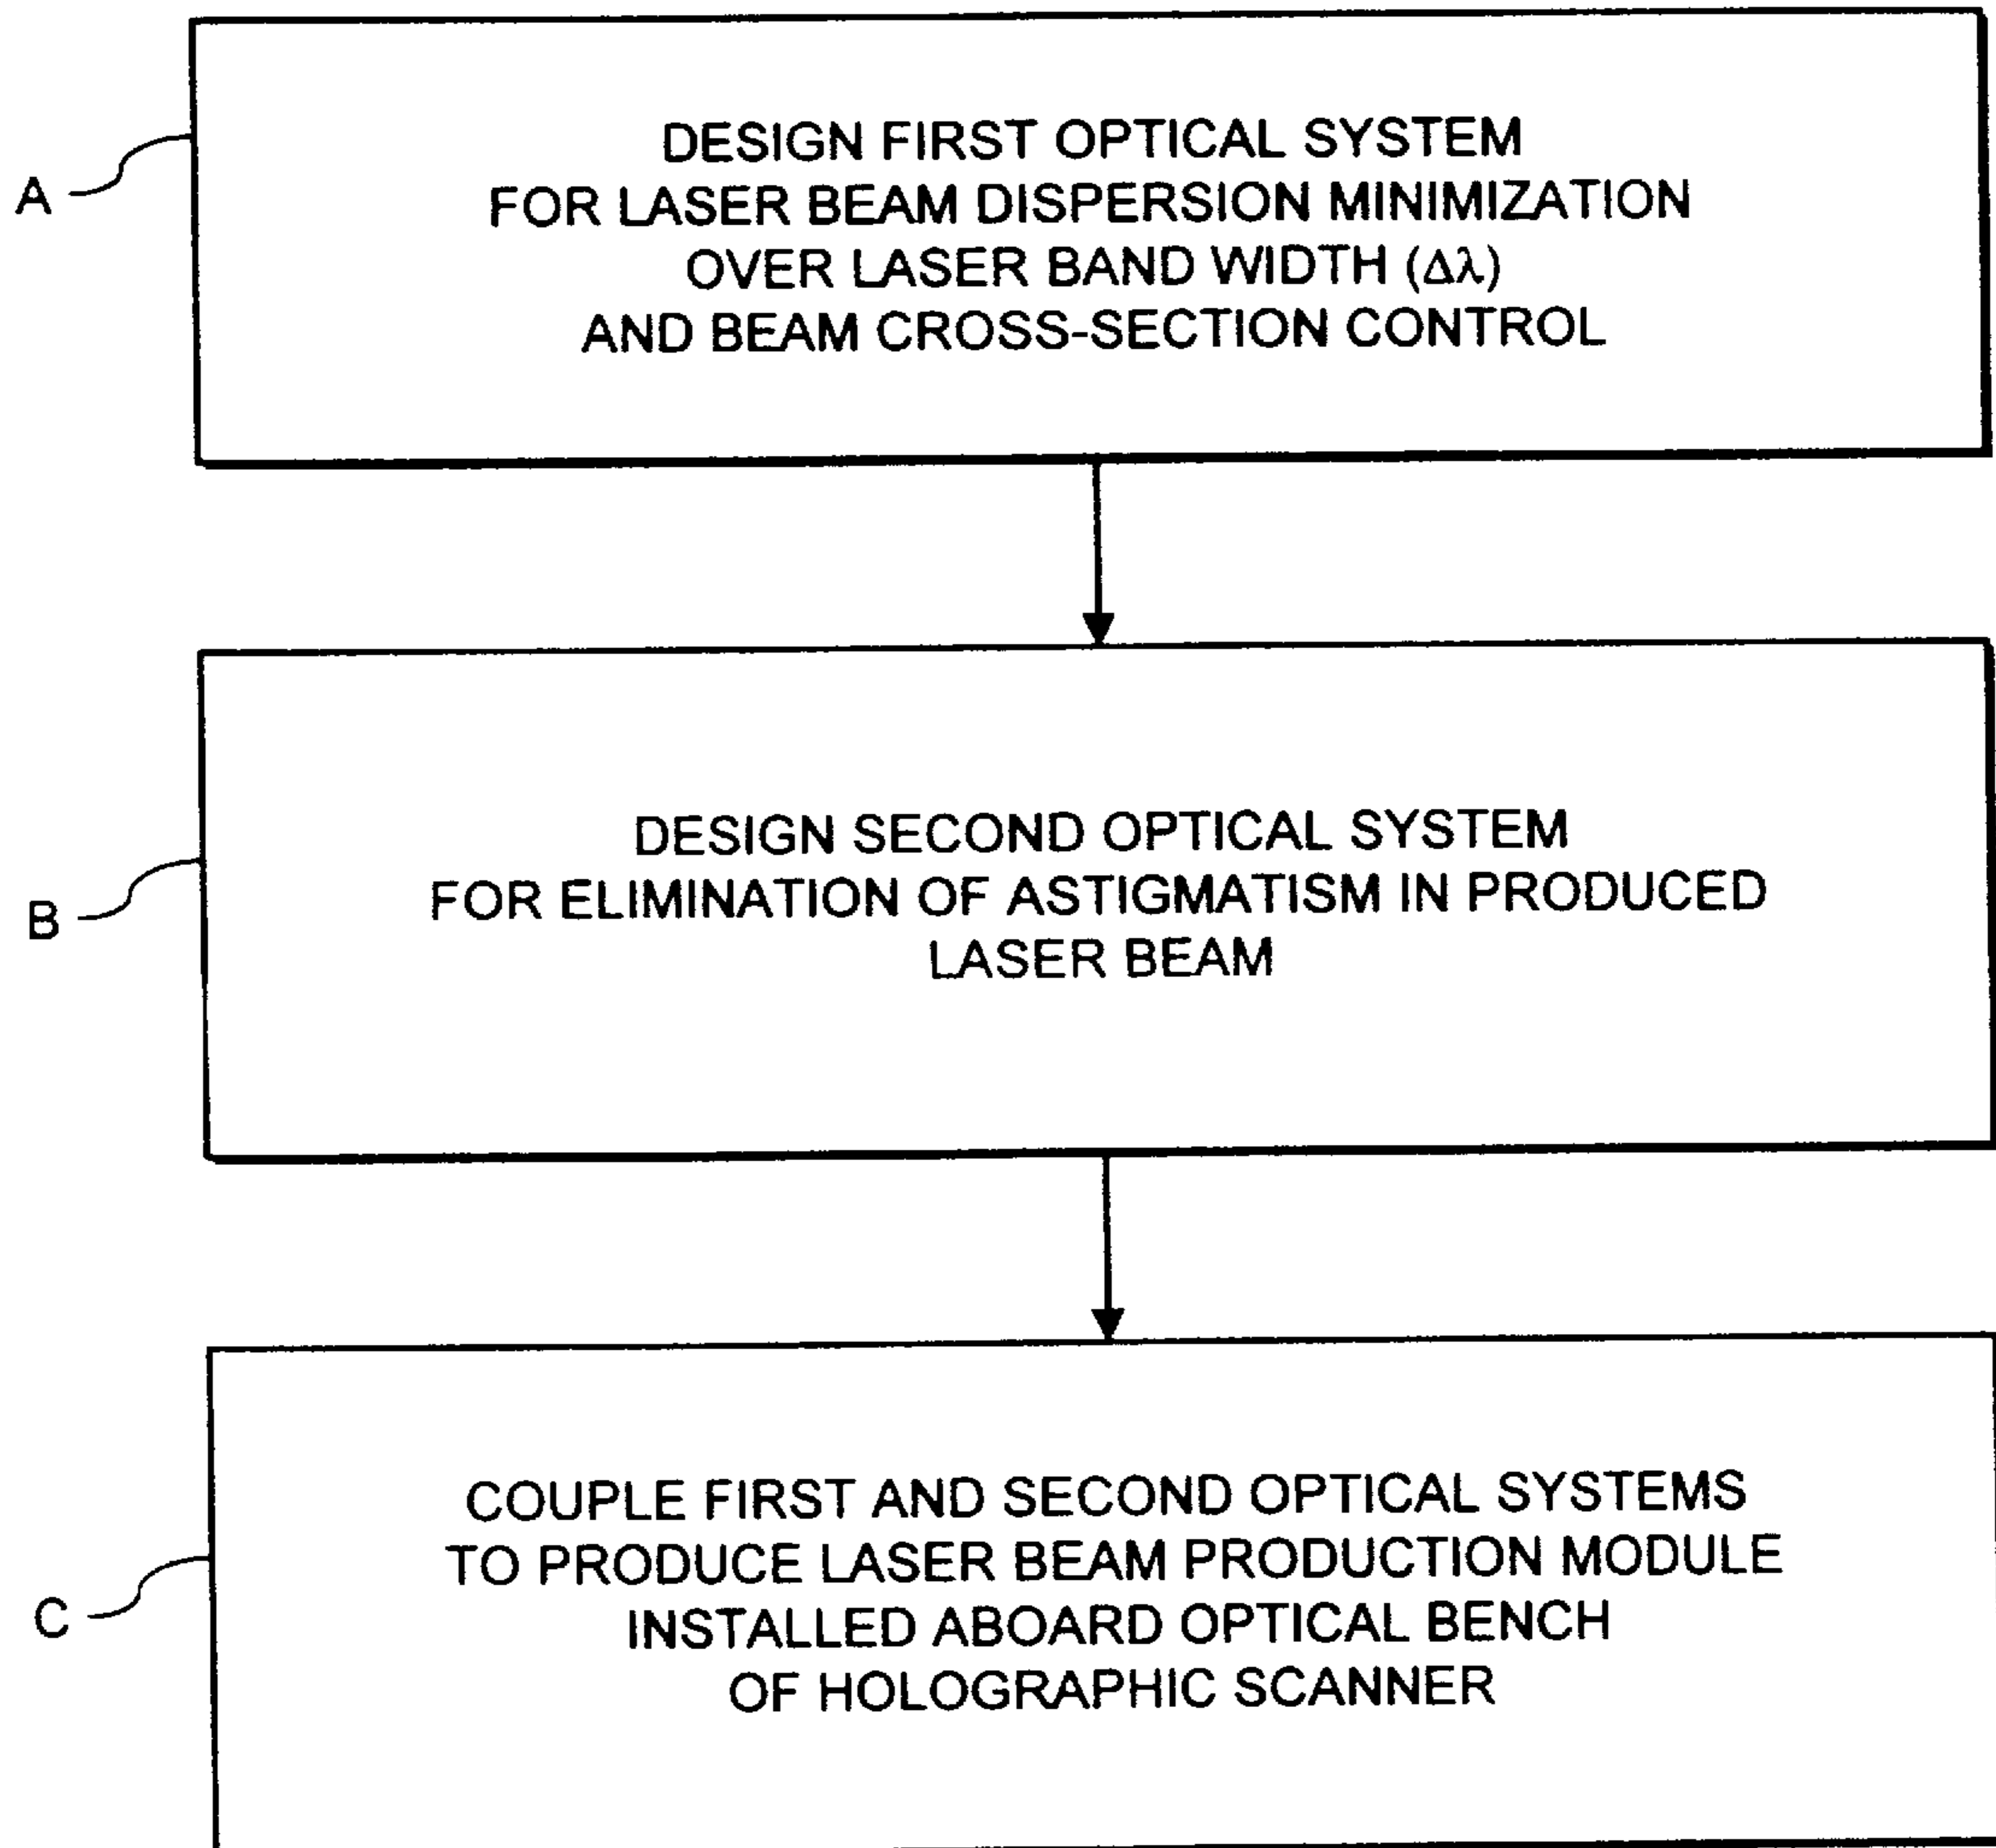 A
DESIGN FIRST OPTICAL SYSTEM
FOR LASER BEAM DISPERSION MINIMIZATION
OVER LASER BAND WIDTH (Δλ)
AND BEAM CROSS-SECTION CONTROL
B
DESIGN SECOND OPTICAL SYSTEM
FOR ELIMINATION OF ASTIGMATISM IN PRODUCED
LASER BEAM
C
COUPLE FIRST AND SECOND OPTICAL SYSTEMS
TO PRODUCE LASER BEAM PRODUCTION MODULE
INSTALLED ABOARD OPTICAL BENCH
OF HOLOGRAPHIC SCANNER